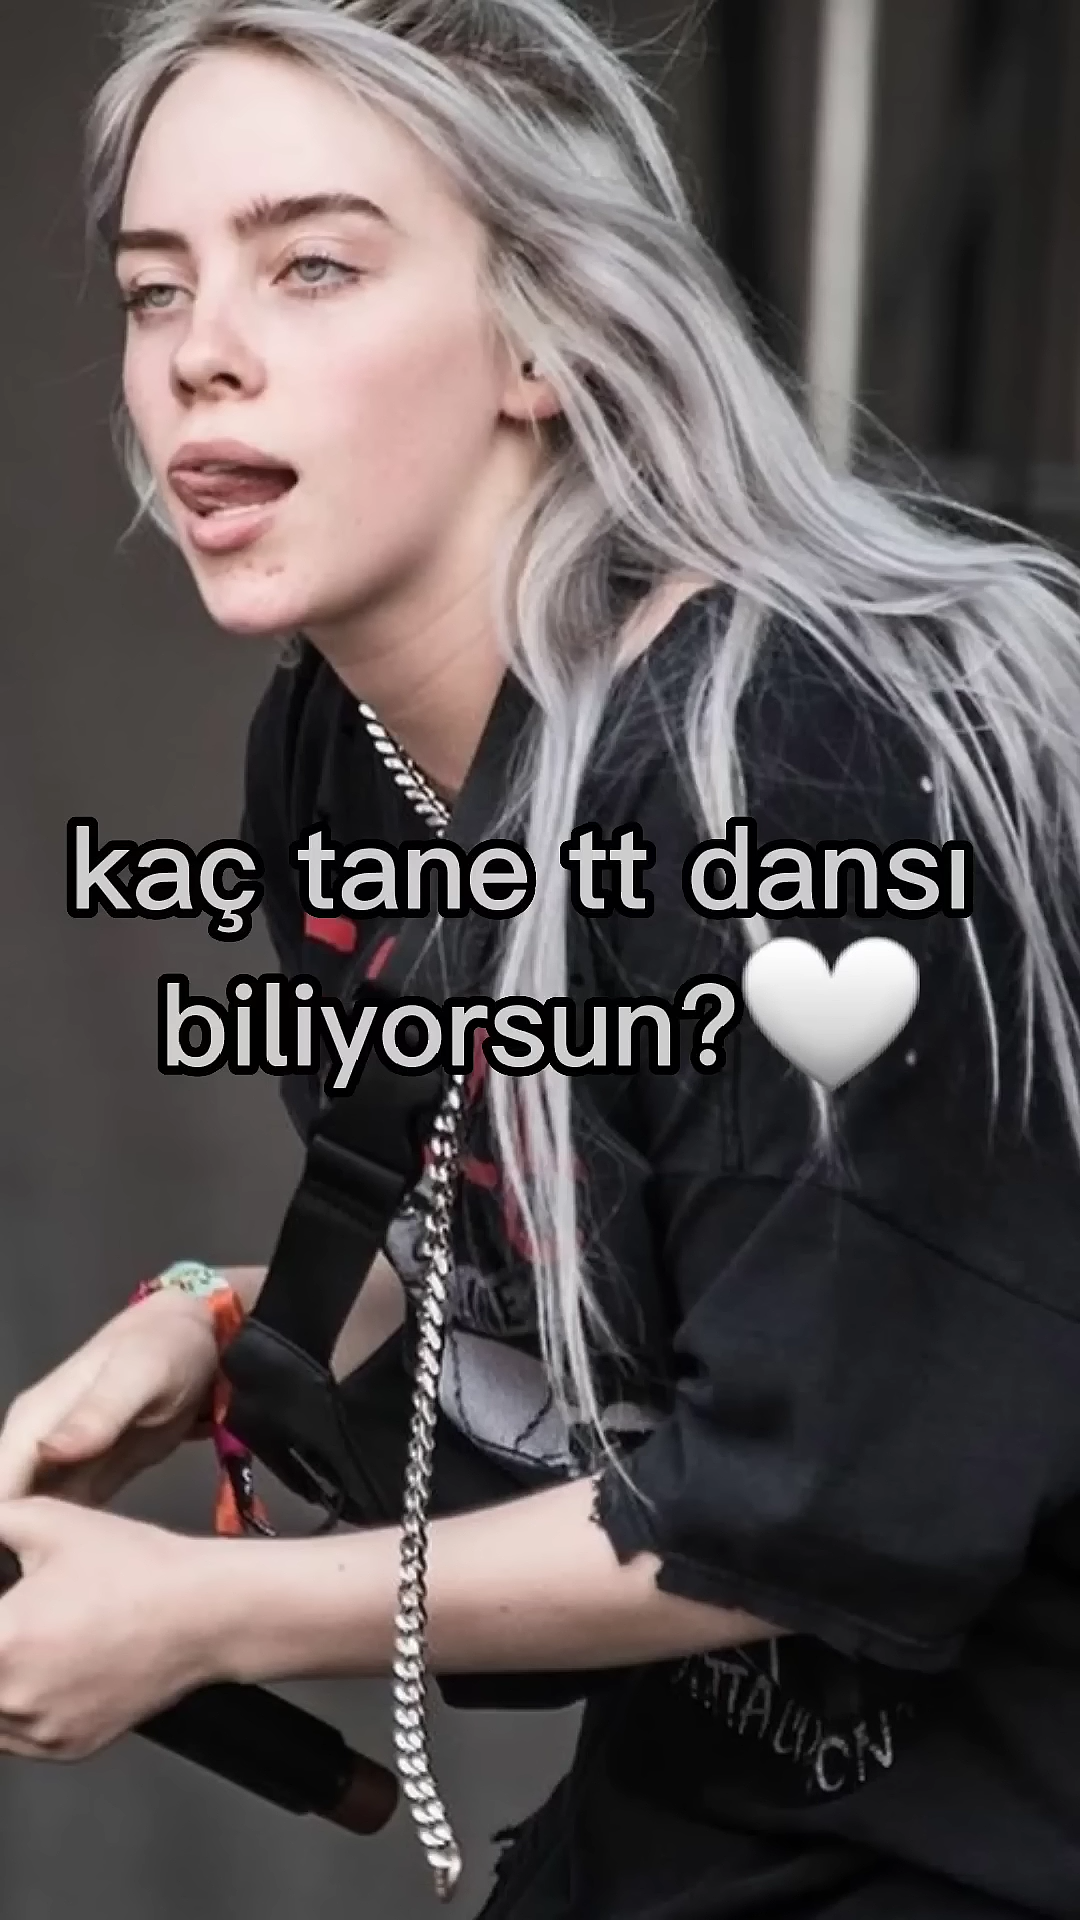 kaç tane tt dansı
biliyorsun?🤍